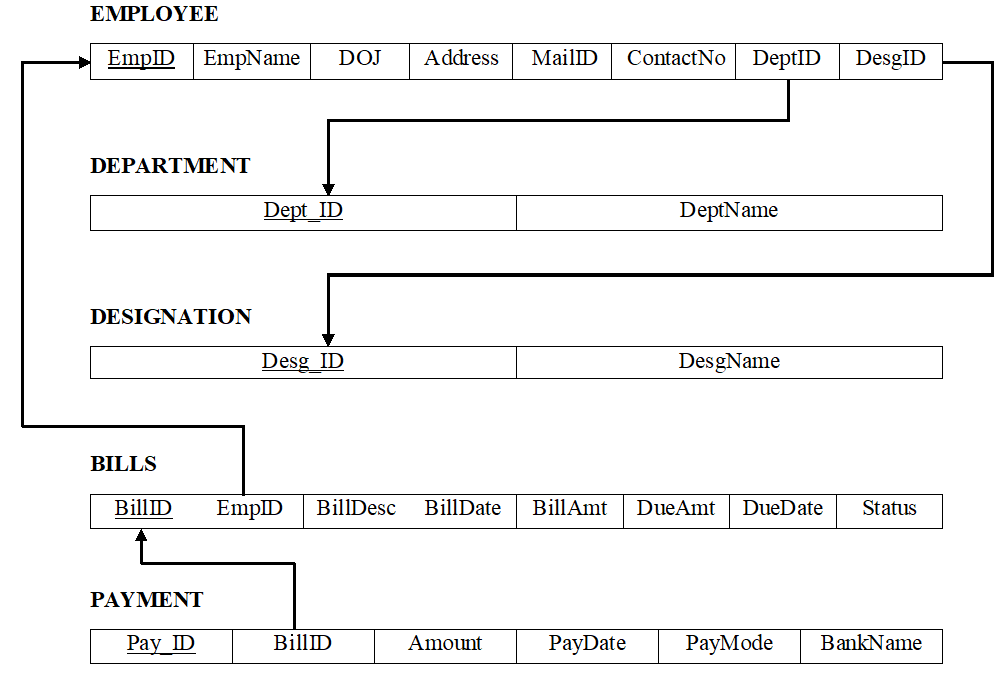 EMPLOYEE
EmpID EmpName DOJ Address MailID ContactNo DeptID DesgID
DEPARTMENT
Dept_ID DeptName
DESIGNATION
Desg_ID DesgName
BILLS
BillID EmpID BillDesc BillDate BillAmt DueAmt DueDate Status
PAYMENT
Pay_ID BillID Amount PayDate PayMode BankName